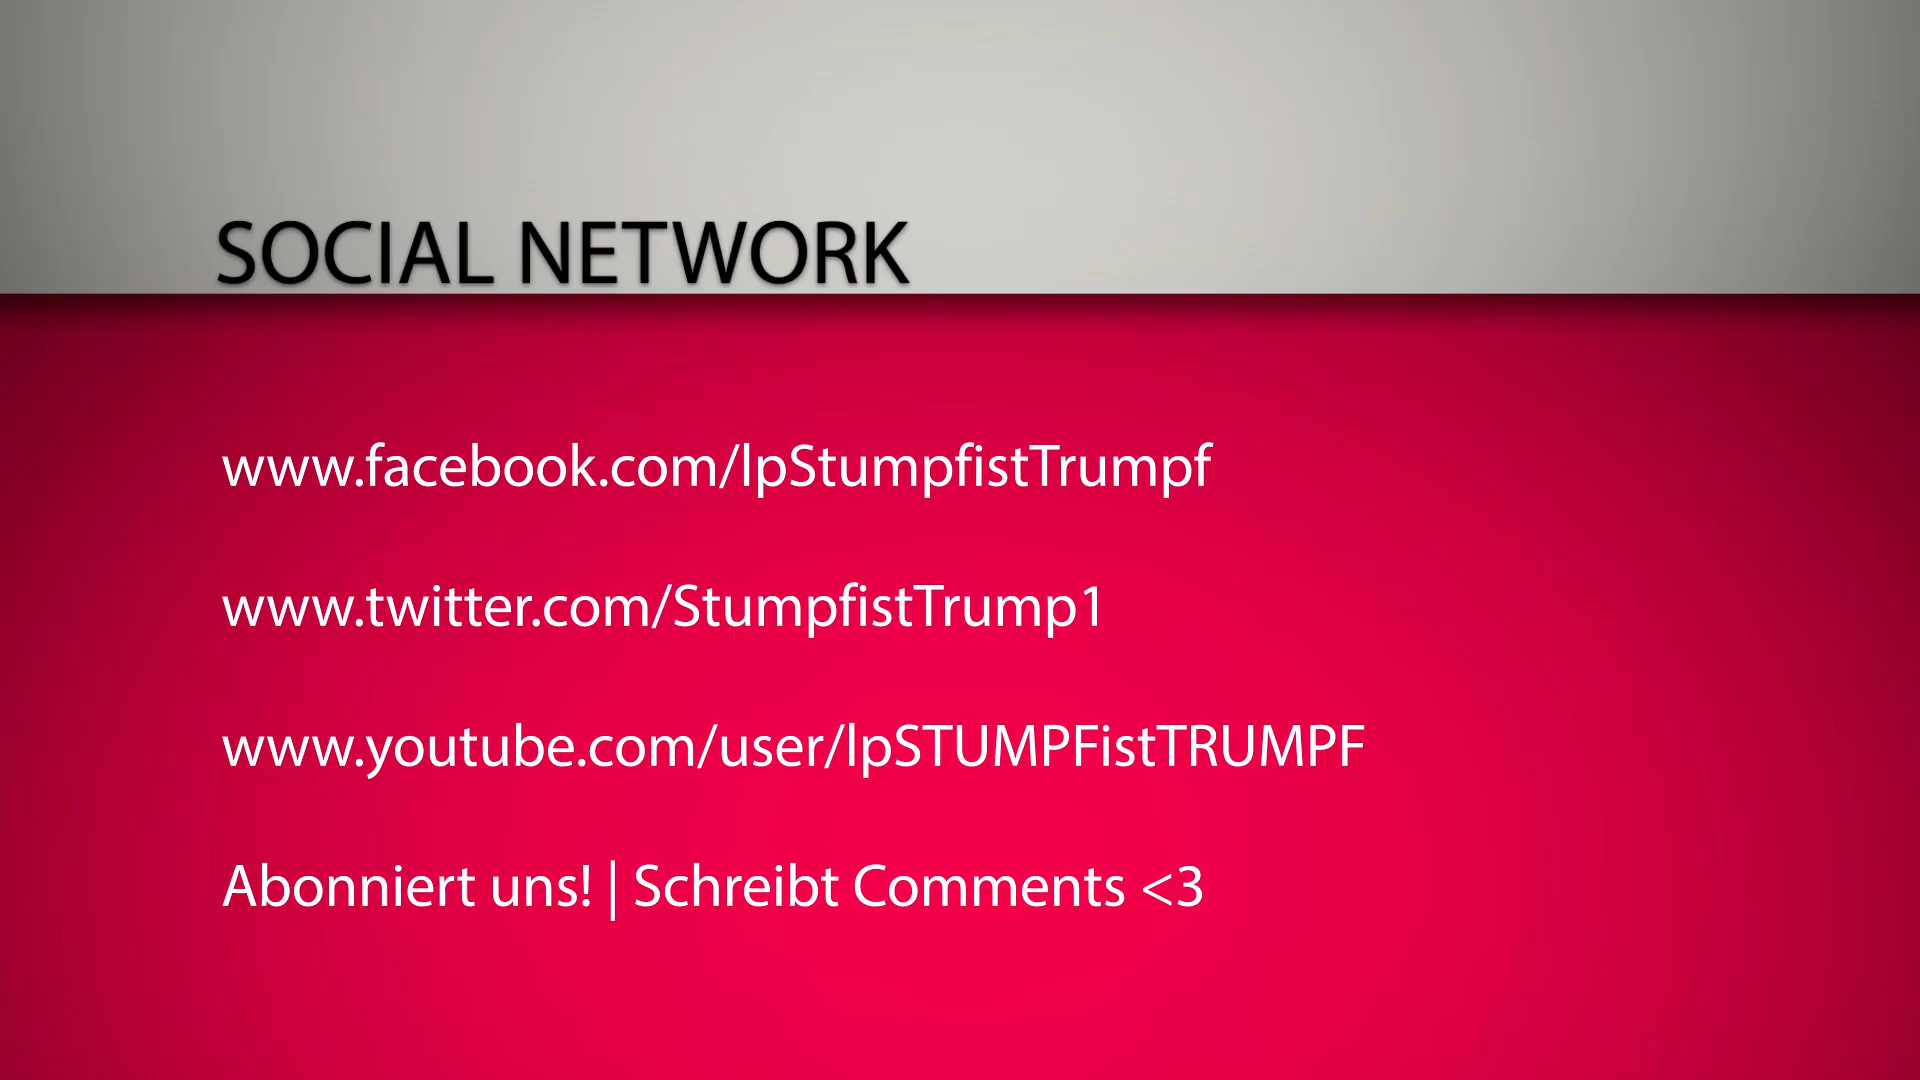 SOCIAL NETWORK
www.facebook.com/lpStumpfistTrumpf
www.twitter.com/StumpfistTrump1
www.youtube.com/user/lpSTUMPFistTRUMPF
Abonniert uns! | Schreibt Comments <3